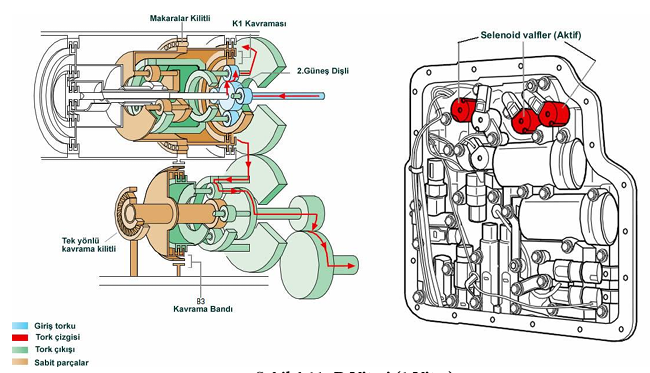 Makaralar Kilitli
K1 Kavraması
2.Güneş Dişli
Selenoid valfler (Aktif)
Tek yönlü
kavrama kilitli
B3
Kavrama Bandı
Giriş torku
Tork çizgisi
Tork çıkışı
Sabit parçalar